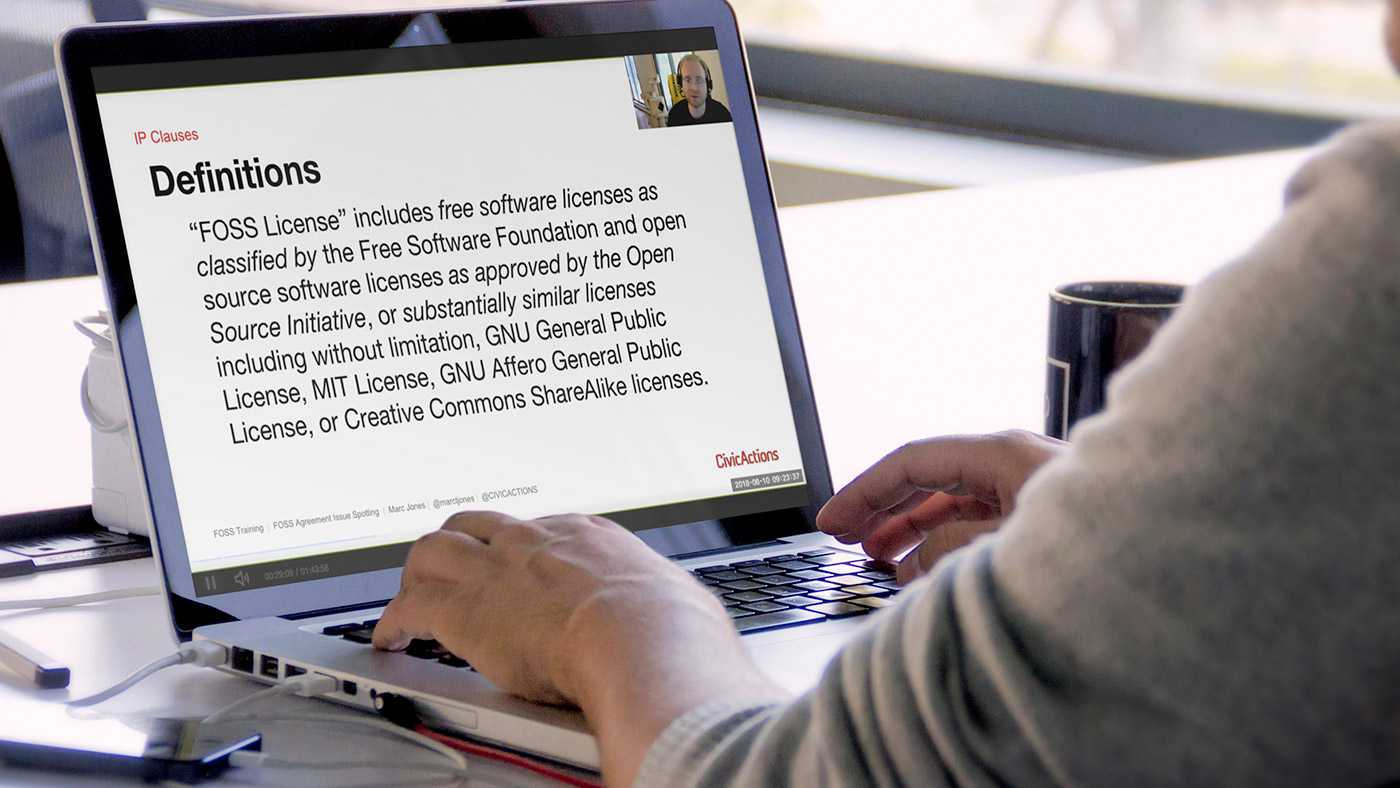 IP Clauses
Definitions
“FOSS License” includes free software licenses as
classified by the Free Software Foundation and open
source software licenses as approved by the Open
Source Initiative, or substantially similar licenses
including without limitation, GNU General Public
License, MIT License, GNU Affero General Public
License, or Creative Commons ShareAlike licenses.
CivicActions
2016-06-10 09:23:37
FOSS Training | FOSS Agreement Issue Spotting | Marc Jones | @marctjones | @CIVICACTIONS
00:29:09 / 01:43:58